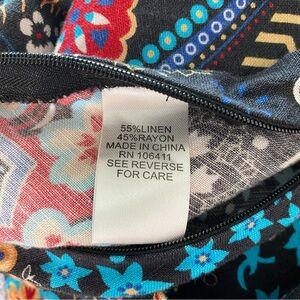 55%LINEN
45%RAYON
MADE IN CHINA
RN 106411
SEE REVERSE
FOR CARE